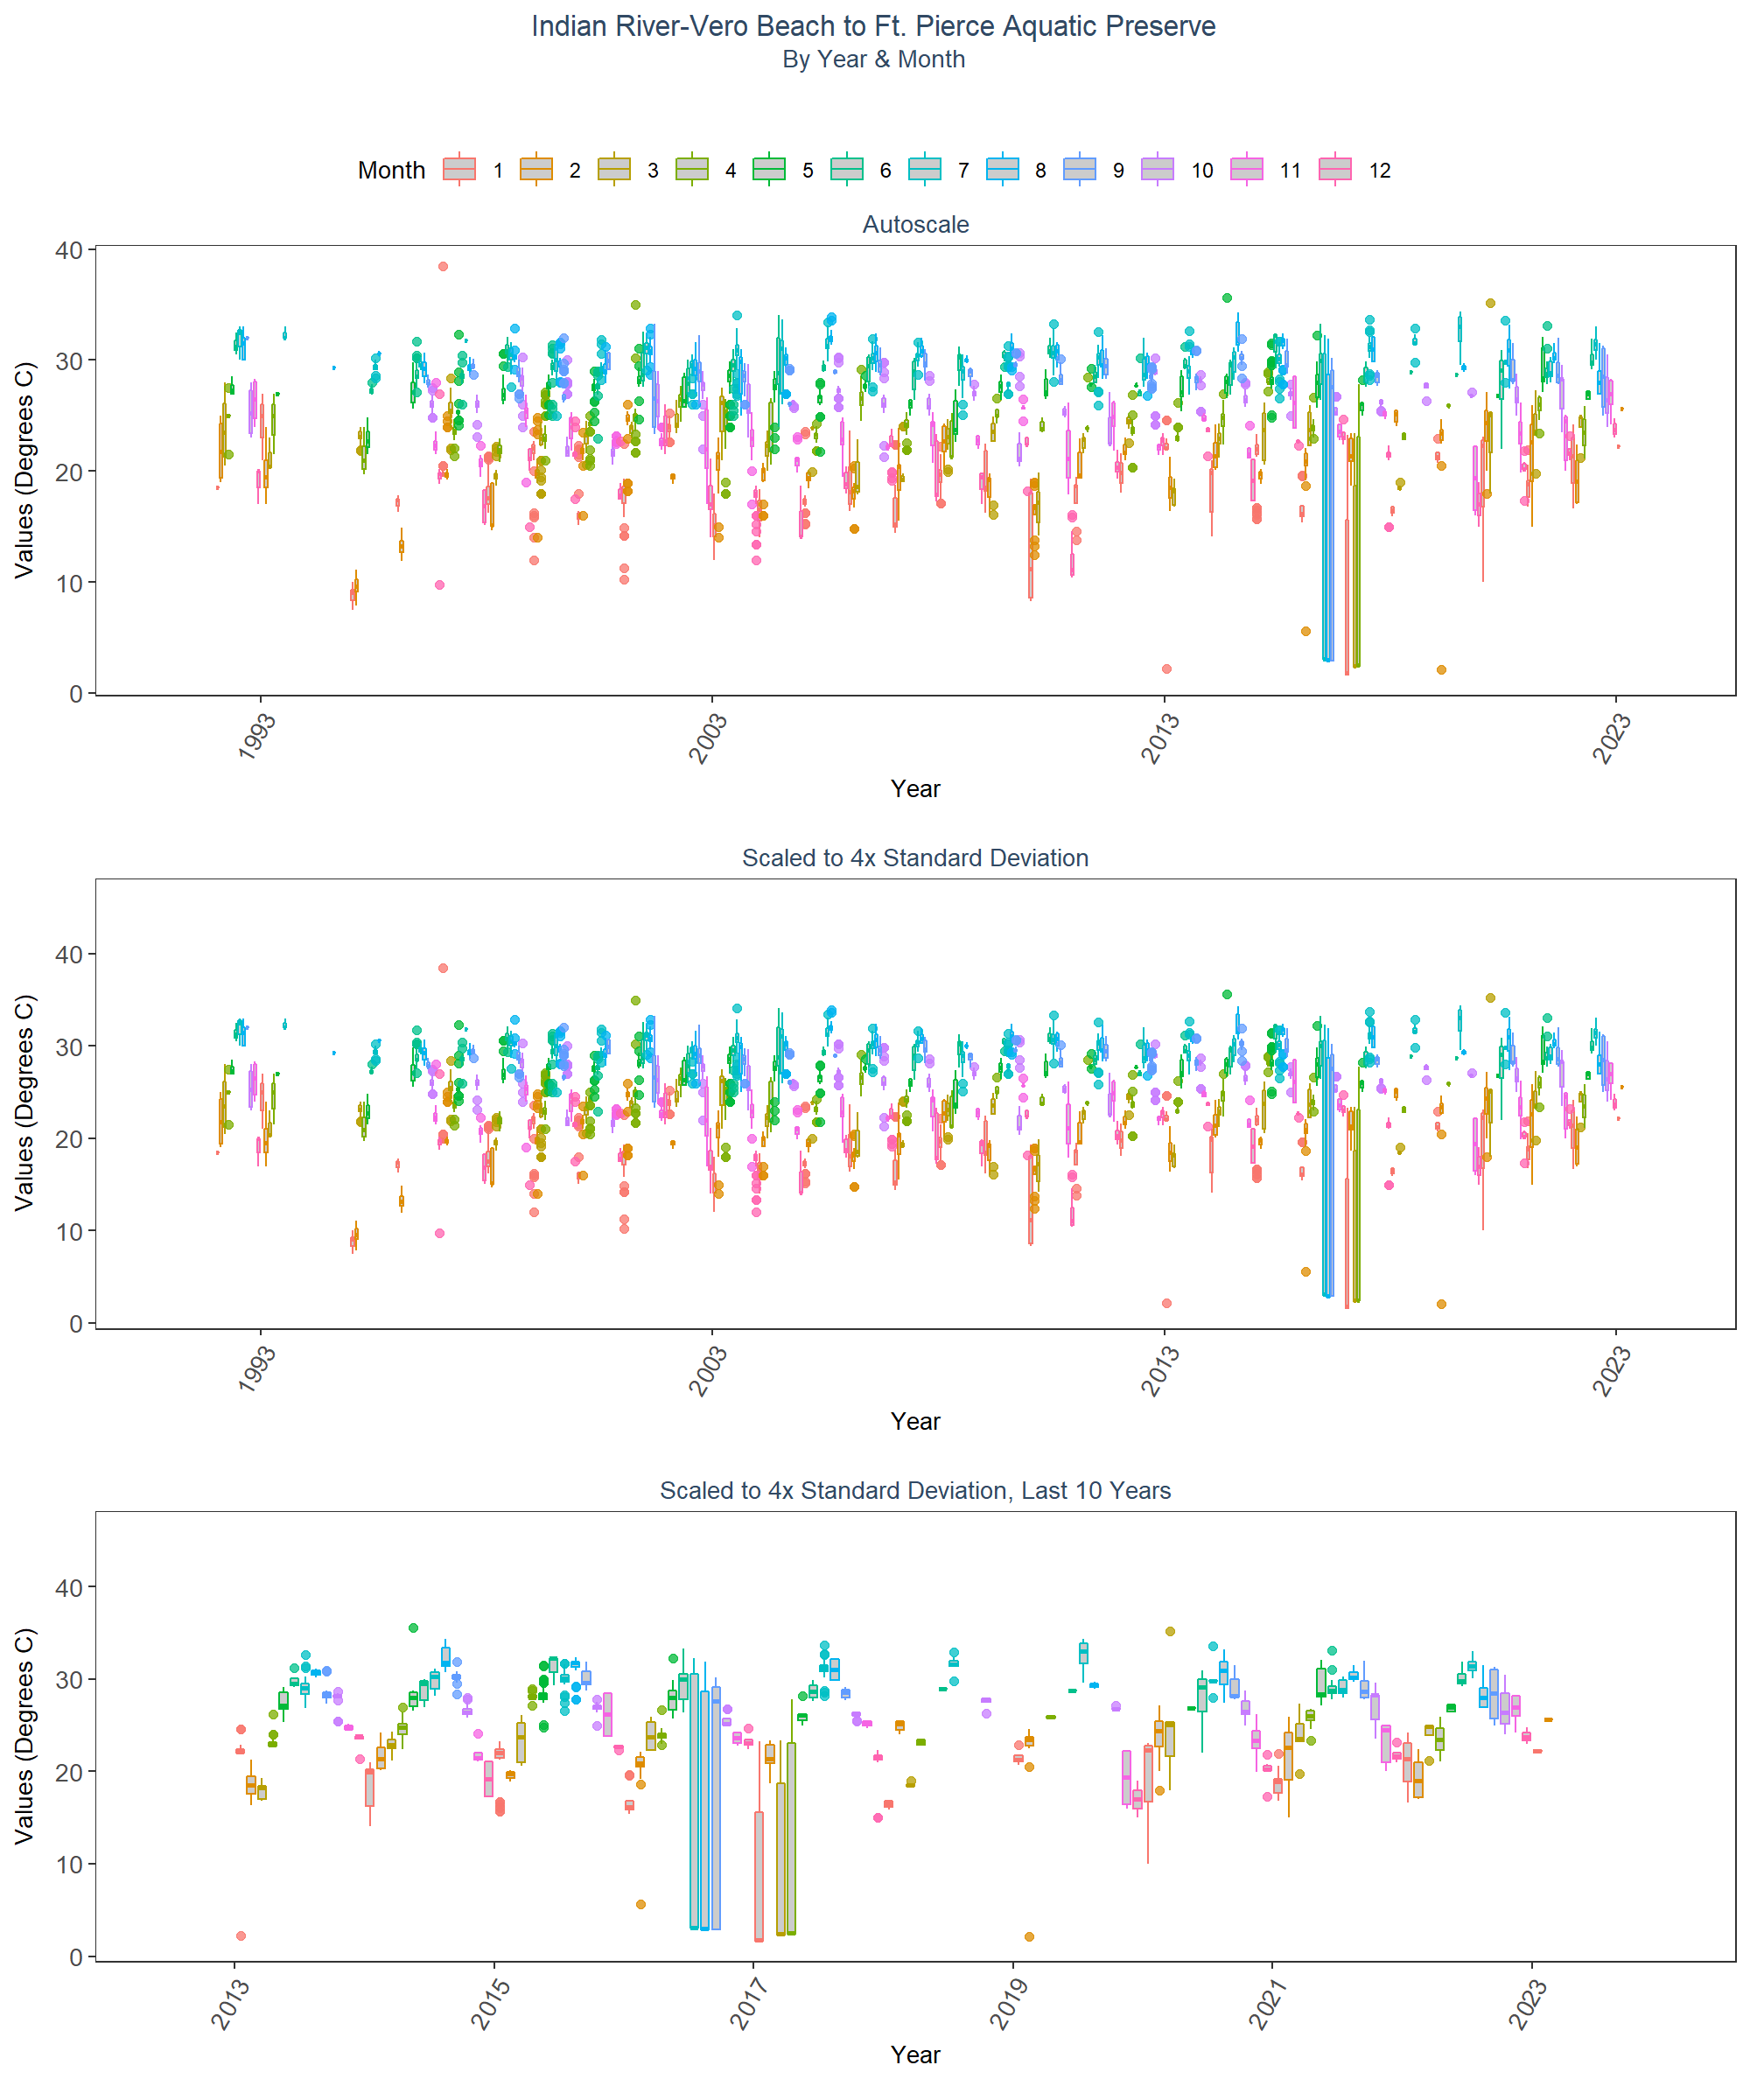 Indian River-Vero Beach to Ft. Pierce Aquatic Preserve
By Year & Month
Month 1 2 3 4 5 6 7 8 9 10 11 12
Autoscale
Values (Degrees C)
40
30
20
10
0
1993 2003 2013 2023
Year
Scaled to 4x Standard Deviation
Values (Degrees C)
40
30
20
10
0
1993 2003 2013 2023
Year
Scaled to 4x Standard Deviation, Last 10 Years
Values (Degrees C)
40
30
20
10
0
2013 2015 2017 2019 2021 2023
Year